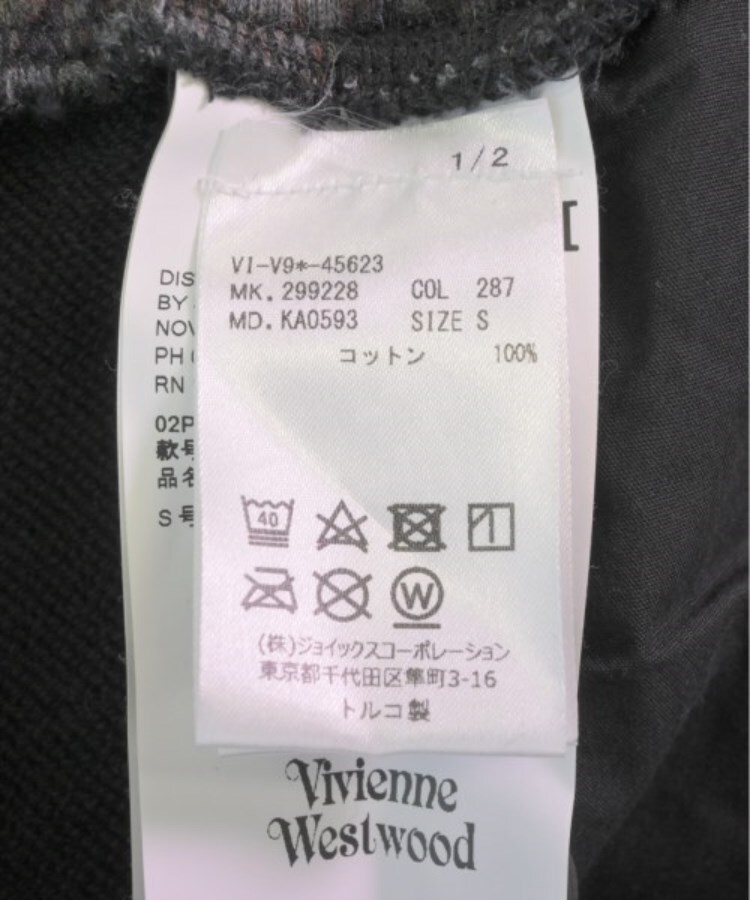 1/2
VI-V9*-45623
MK. 299228 COL 287
MD. KA0593 SIZE S
コットン 100%
40
W
(株)ジョイックスコーポレーション
東京都千代田区隼町3-16
トルコ製
DIS
BY
NOV
PH
RN
02P
款号
品名
S 号
Vivienne
Westwood